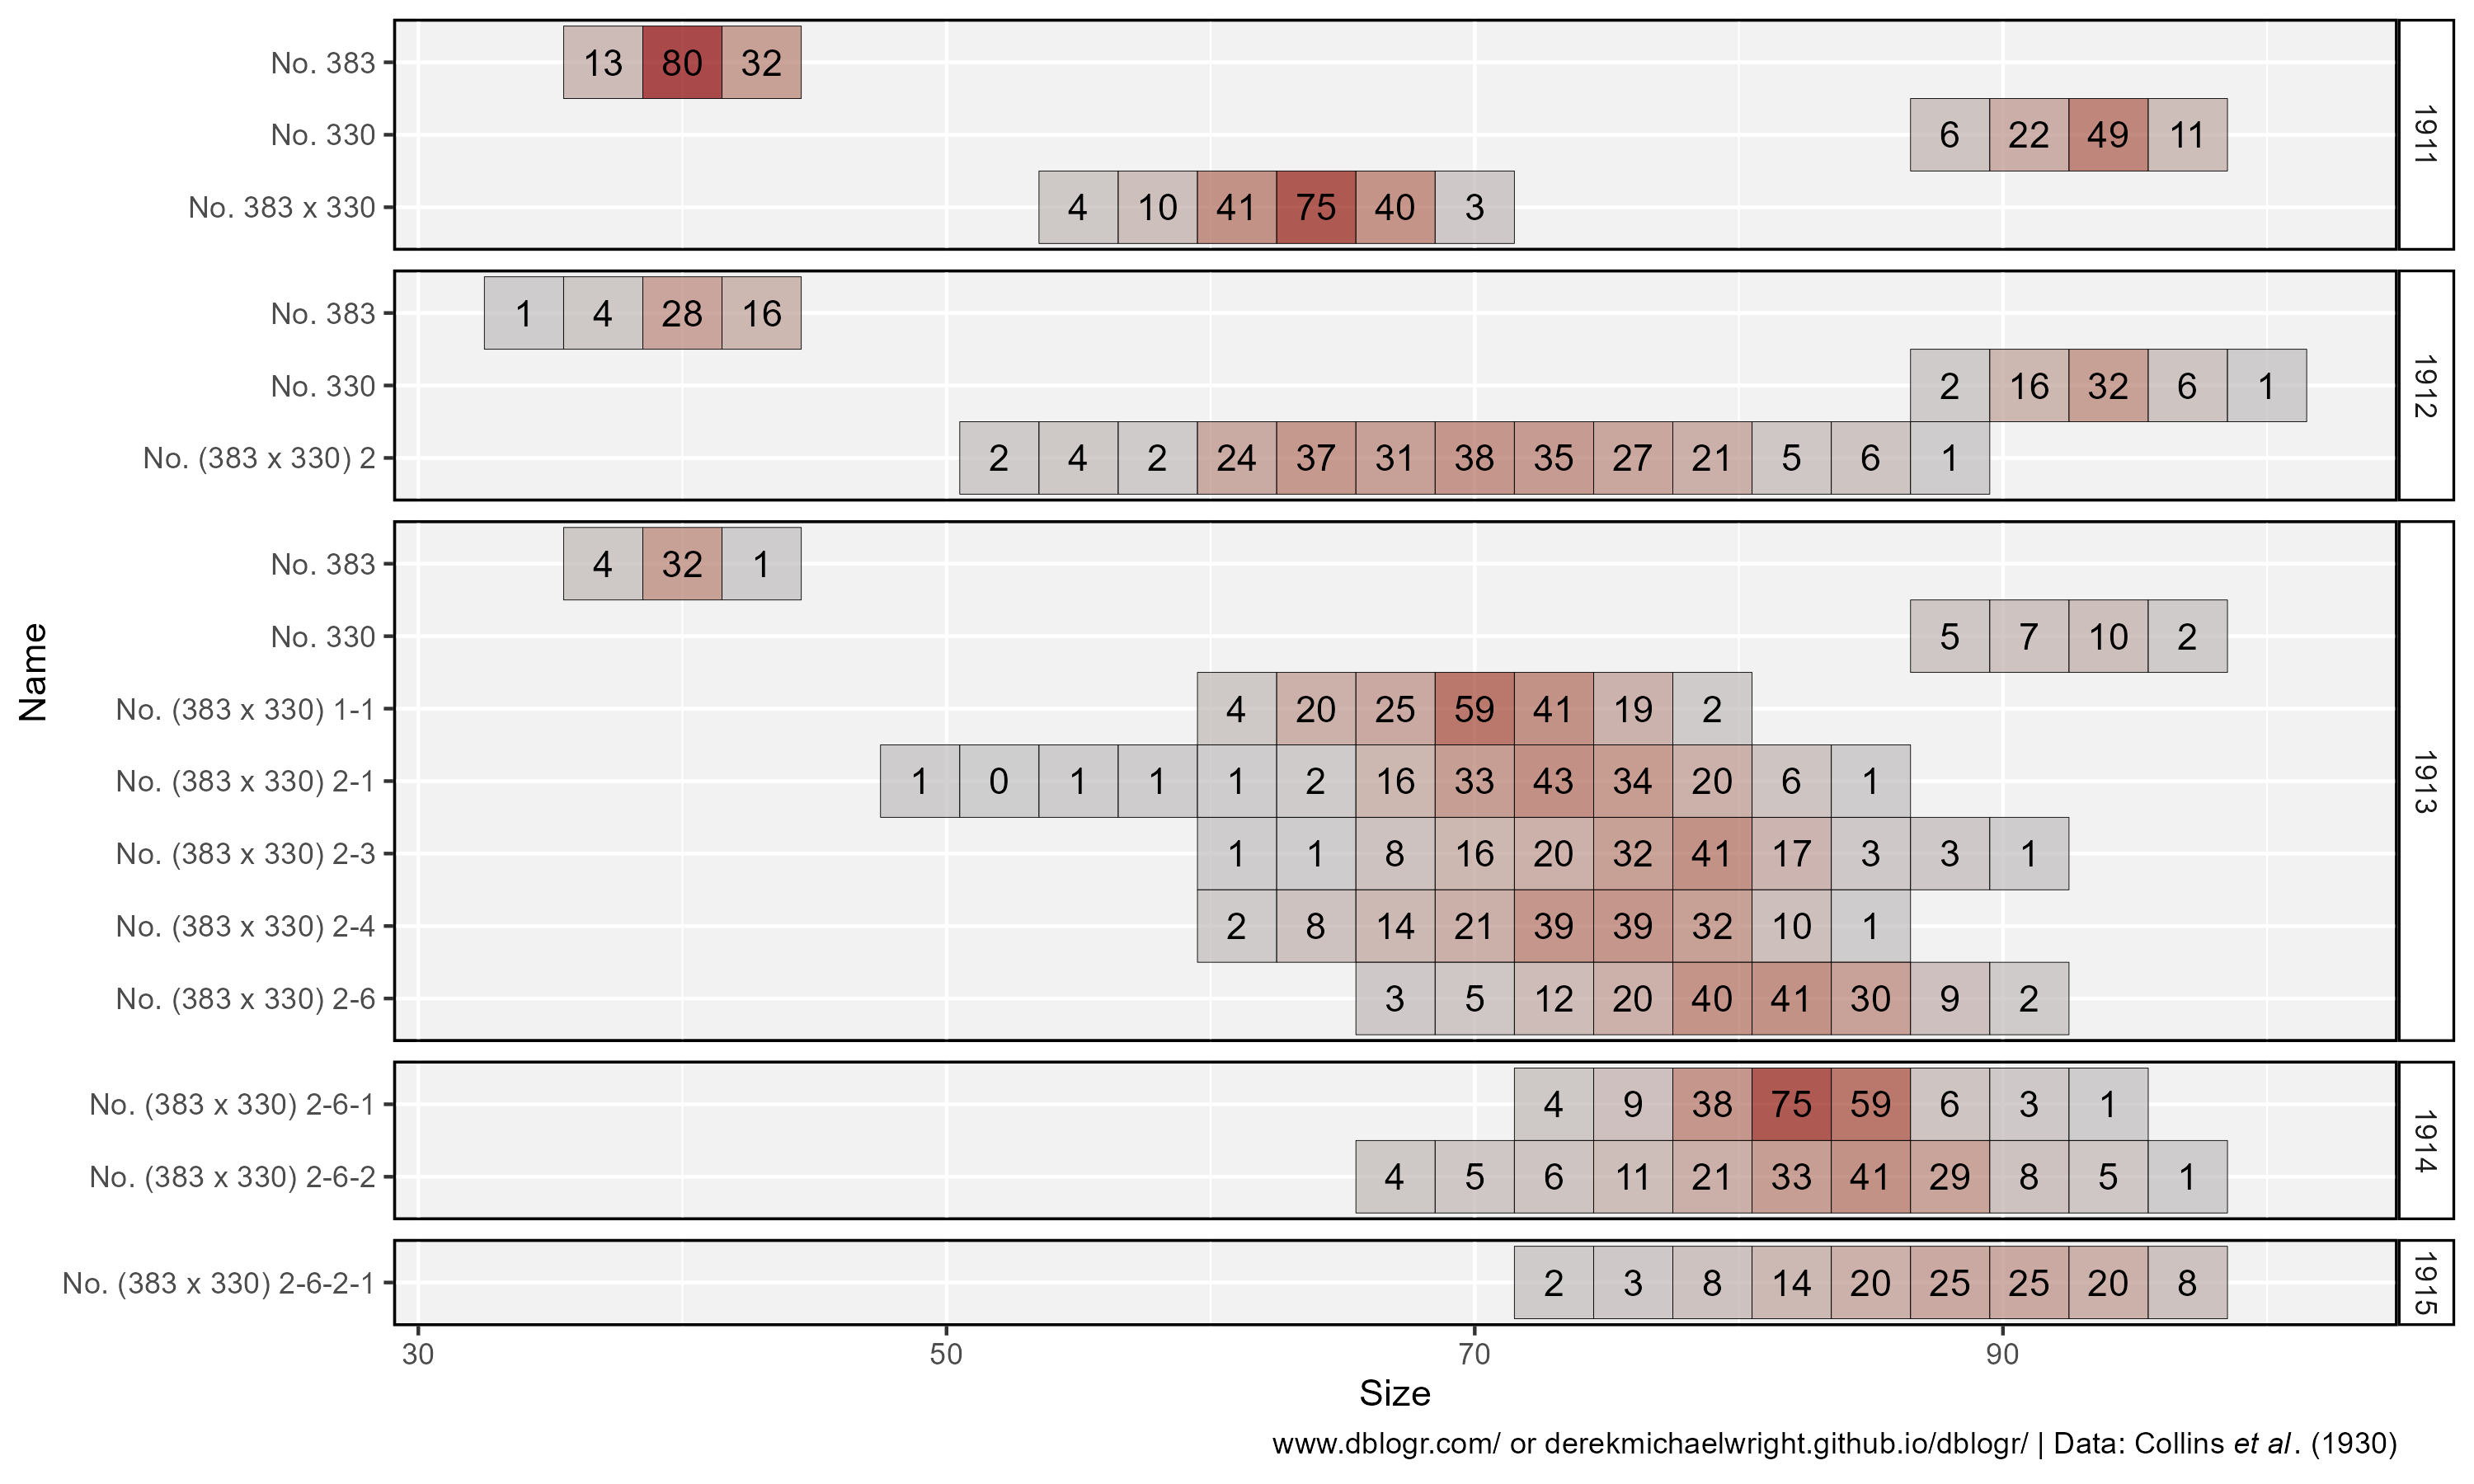 No. 383 13 80 32
No. 330 6 22 49 11
No. 383 x 330 4 10 41 75 40 3
1911
No. 383 1 4 28 16
No. 330 2 16 32 6 1
No. (383 x 330) 2 2 4 2 24 37 31 38 35 27 21 5 6 1
1912
Name
No. 383 4 32 1
No. 330 5 7 10 2
No. (383 x 330) 1-1 4 20 25 59 41 19 2
No. (383 x 330) 2-1 1 0 1 1 1 2 16 33 43 34 20 6 1
No. (383 x 330) 2-3 1 1 8 16 20 32 41 17 3 3 1
No. (383 x 330) 2-4 2 8 14 21 39 39 32 10 1
No. (383 x 330) 2-6 3 5 12 20 40 41 30 9 2
1913
No. (383 x 330) 2-6-1 4 9 38 75 59 6 3 1
No. (383 x 330) 2-6-2 4 5 6 11 21 33 41 29 8 5 1
1914
No. (383 x 330) 2-6-2-1 2 3 8 14 20 25 25 20 8
1915
30 50 70 90
Size
www.dblogr.com/ or derekmichaelwright.github.io/dblogr/ | Data: Collins et al. (1930)